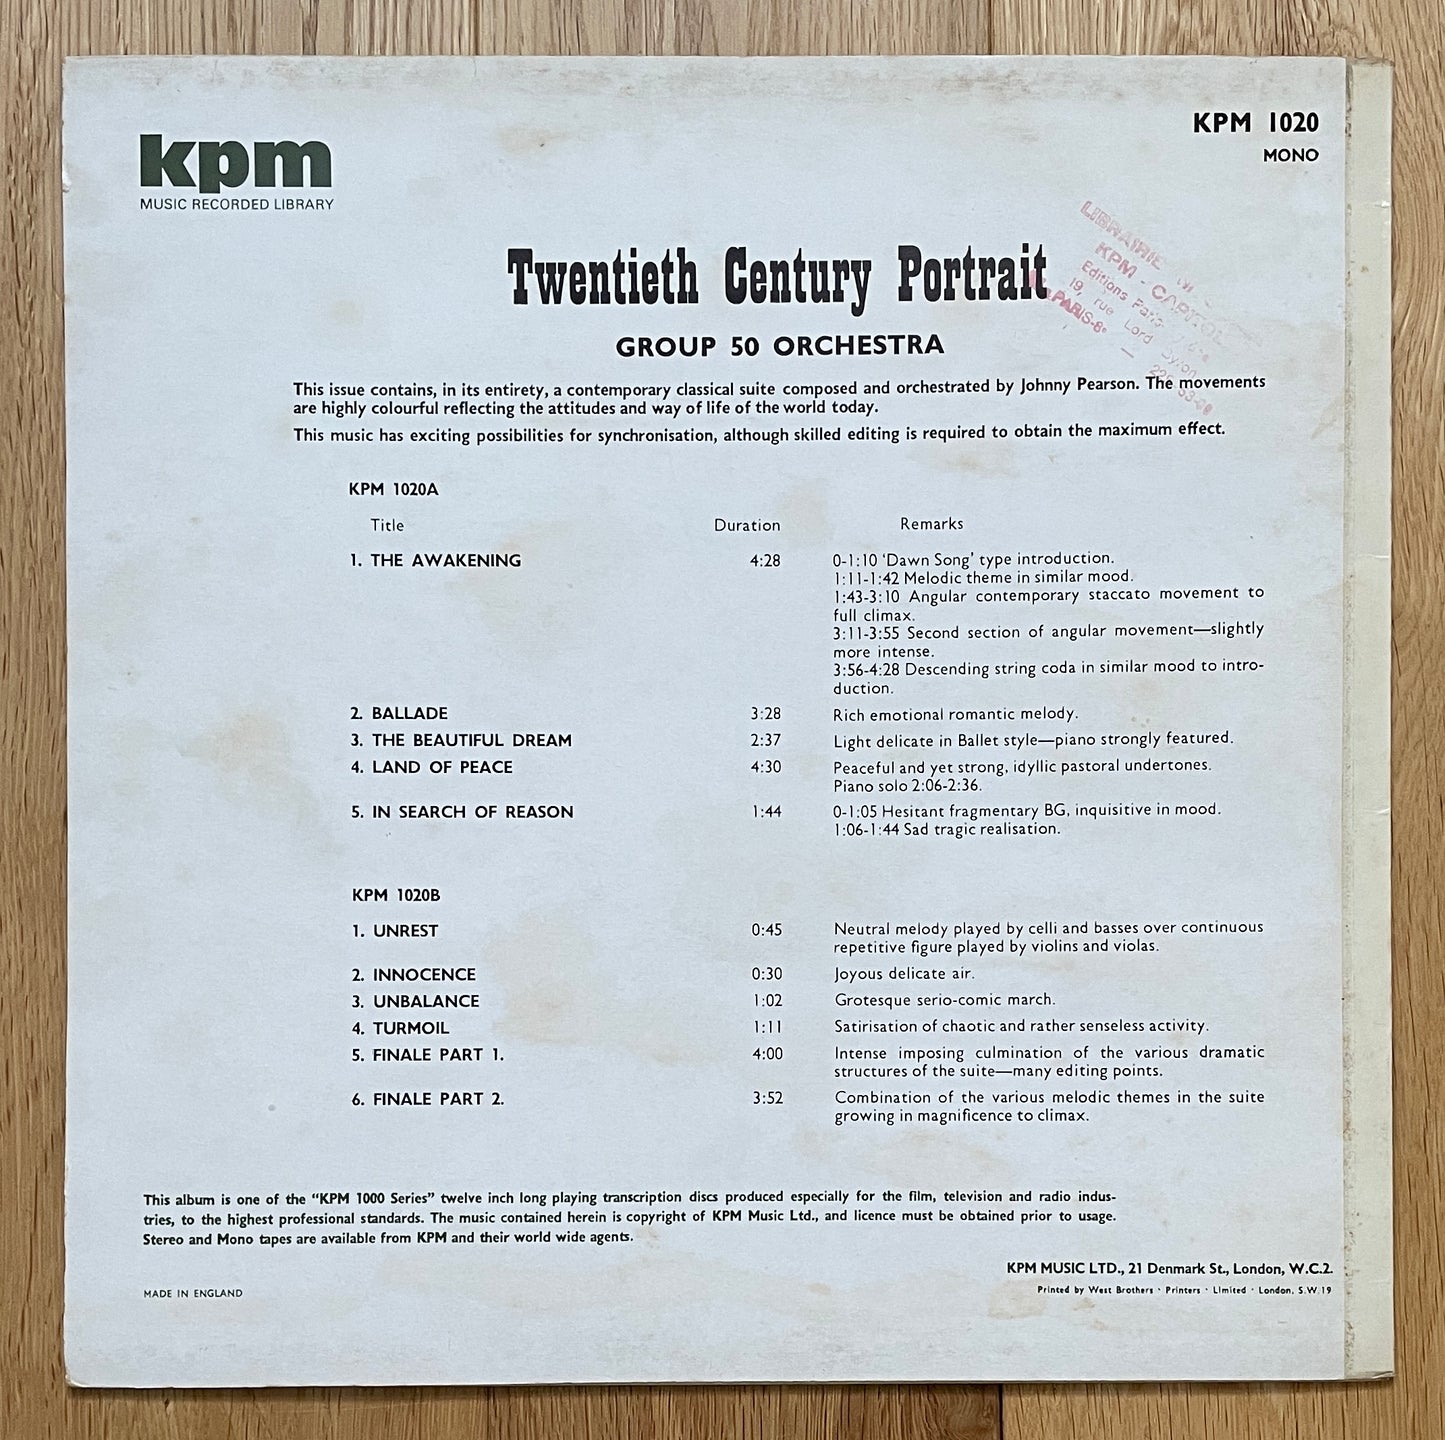 kpm
MUSIC RECORDED LIBRARY
KPM 1020
MONO
LIBRAIRIE
KPM - CAPITOL
Editions
19, rue Lord Byron
PARIS-8e
Twentieth Century Portrait
GROUP 50 ORCHESTRA
This issue contains, in its entirety, a contemporary classical suite composed and orchestrated by Johnny Pearson. The movements
are highly colourful reflecting the attitudes and way of life of the world today.
This music has exciting possibilities for synchronisation, although skilled editing is required to obtain the maximum effect.
KPM 1020A
Title Duration Remarks
1. THE AWAKENING 4:28 0-1:10 ‘Dawn Song’ type introduction.
1:11-1:42 Melodic theme in similar mood.
1:43-3:10 Angular contemporary staccato movement to
full climax.
3:11-3:55 Second section of angular movement—slightly
more intense.
3:56-4:28 Descending string coda in similar mood to intro-
duction.
2. BALLADE 3:28 Rich emotional romantic melody.
3. THE BEAUTIFUL DREAM 2:37 Light delicate in Ballet style—piano strongly featured.
4. LAND OF PEACE 4:30 Peaceful and yet strong, idyllic pastoral undertones.
Piano solo 2:06-2:36.
5. IN SEARCH OF REASON 1:44 0-1:05 Hesitant fragmentary BG, inquisitive in mood.
1:06-1:44 Sad tragic realisation.
KPM 1020B
1. UNREST 0:45 Neutral melody played by celli and basses over continuous
repetitive figure played by violins and violas.
2. INNOCENCE 0:30 Joyous delicate air.
3. UNBALANCE 1:02 Grotesque serio-comic march.
4. TURMOIL 1:11 Satirisation of chaotic and rather senseless activity.
5. FINALE PART 1. 4:00 Intense imposing culmination of the various dramatic
structures of the suite—many editing points.
6. FINALE PART 2. 3:52 Combination of the various melodic themes in the suite
growing in magnificence to climax.
This album is one of the “KPM 1000 Series” twelve inch long playing transcription discs produced especially for the film, television and radio indus-
tries, to the highest professional standards. The music contained herein is copyright of KPM Music Ltd., and licence must be obtained prior to usage.
Stereo and Mono tapes are available from KPM and their world wide agents.
KPM MUSIC LTD., 21 Denmark St., London, W.C.2.
MADE IN ENGLAND
Printed by West Brothers · Printers · Limited · London, S.W.19